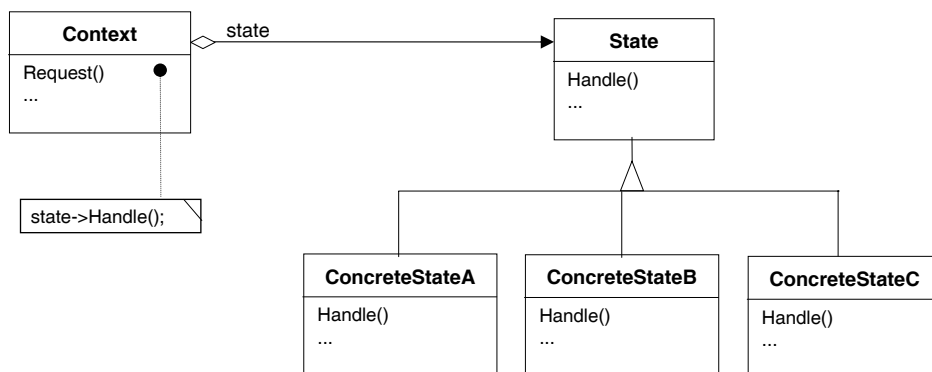 Context
Request()
...
state
State
Handle()
...
state->Handle();
ConcreteStateA
Handle()
...
ConcreteStateB
Handle()
...
ConcreteStateC
Handle()
...